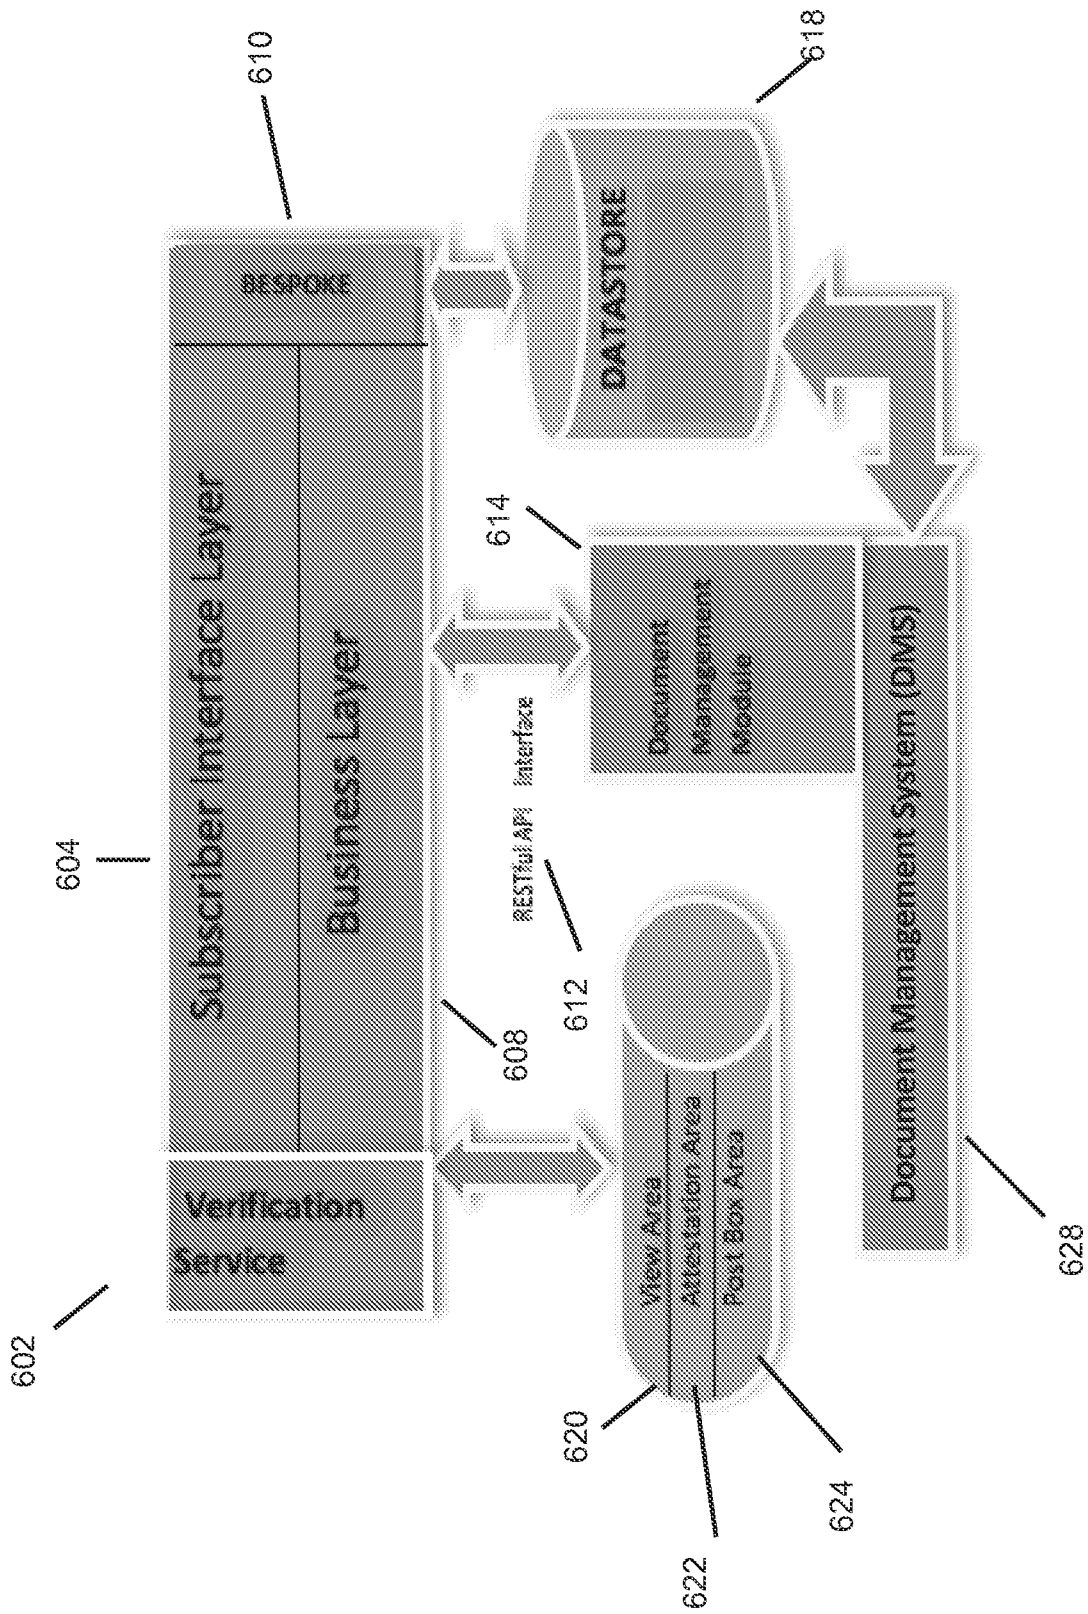 602
604
610
Verification
Service
Subscriber Interface Layer
Business Layer
BESPOKE
608
612
RESTful API Interface
614
618
620
622
624
View Area
Attestation Area
Post Box Area
Document
Management
Module
DATASTORE
Document Management System (DMS)
628